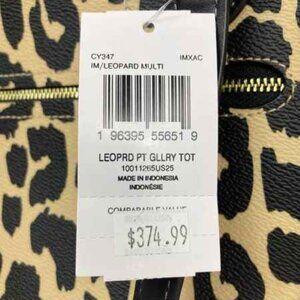 CY347 IMXAC
IM/LEOPARD MULTI
1 96395 55651 9
LEOPRD PT GLLRY TOT
10011265US25
MADE IN INDONESIA
INDONÉSIE
COMPARABLE VALUE
$374.99